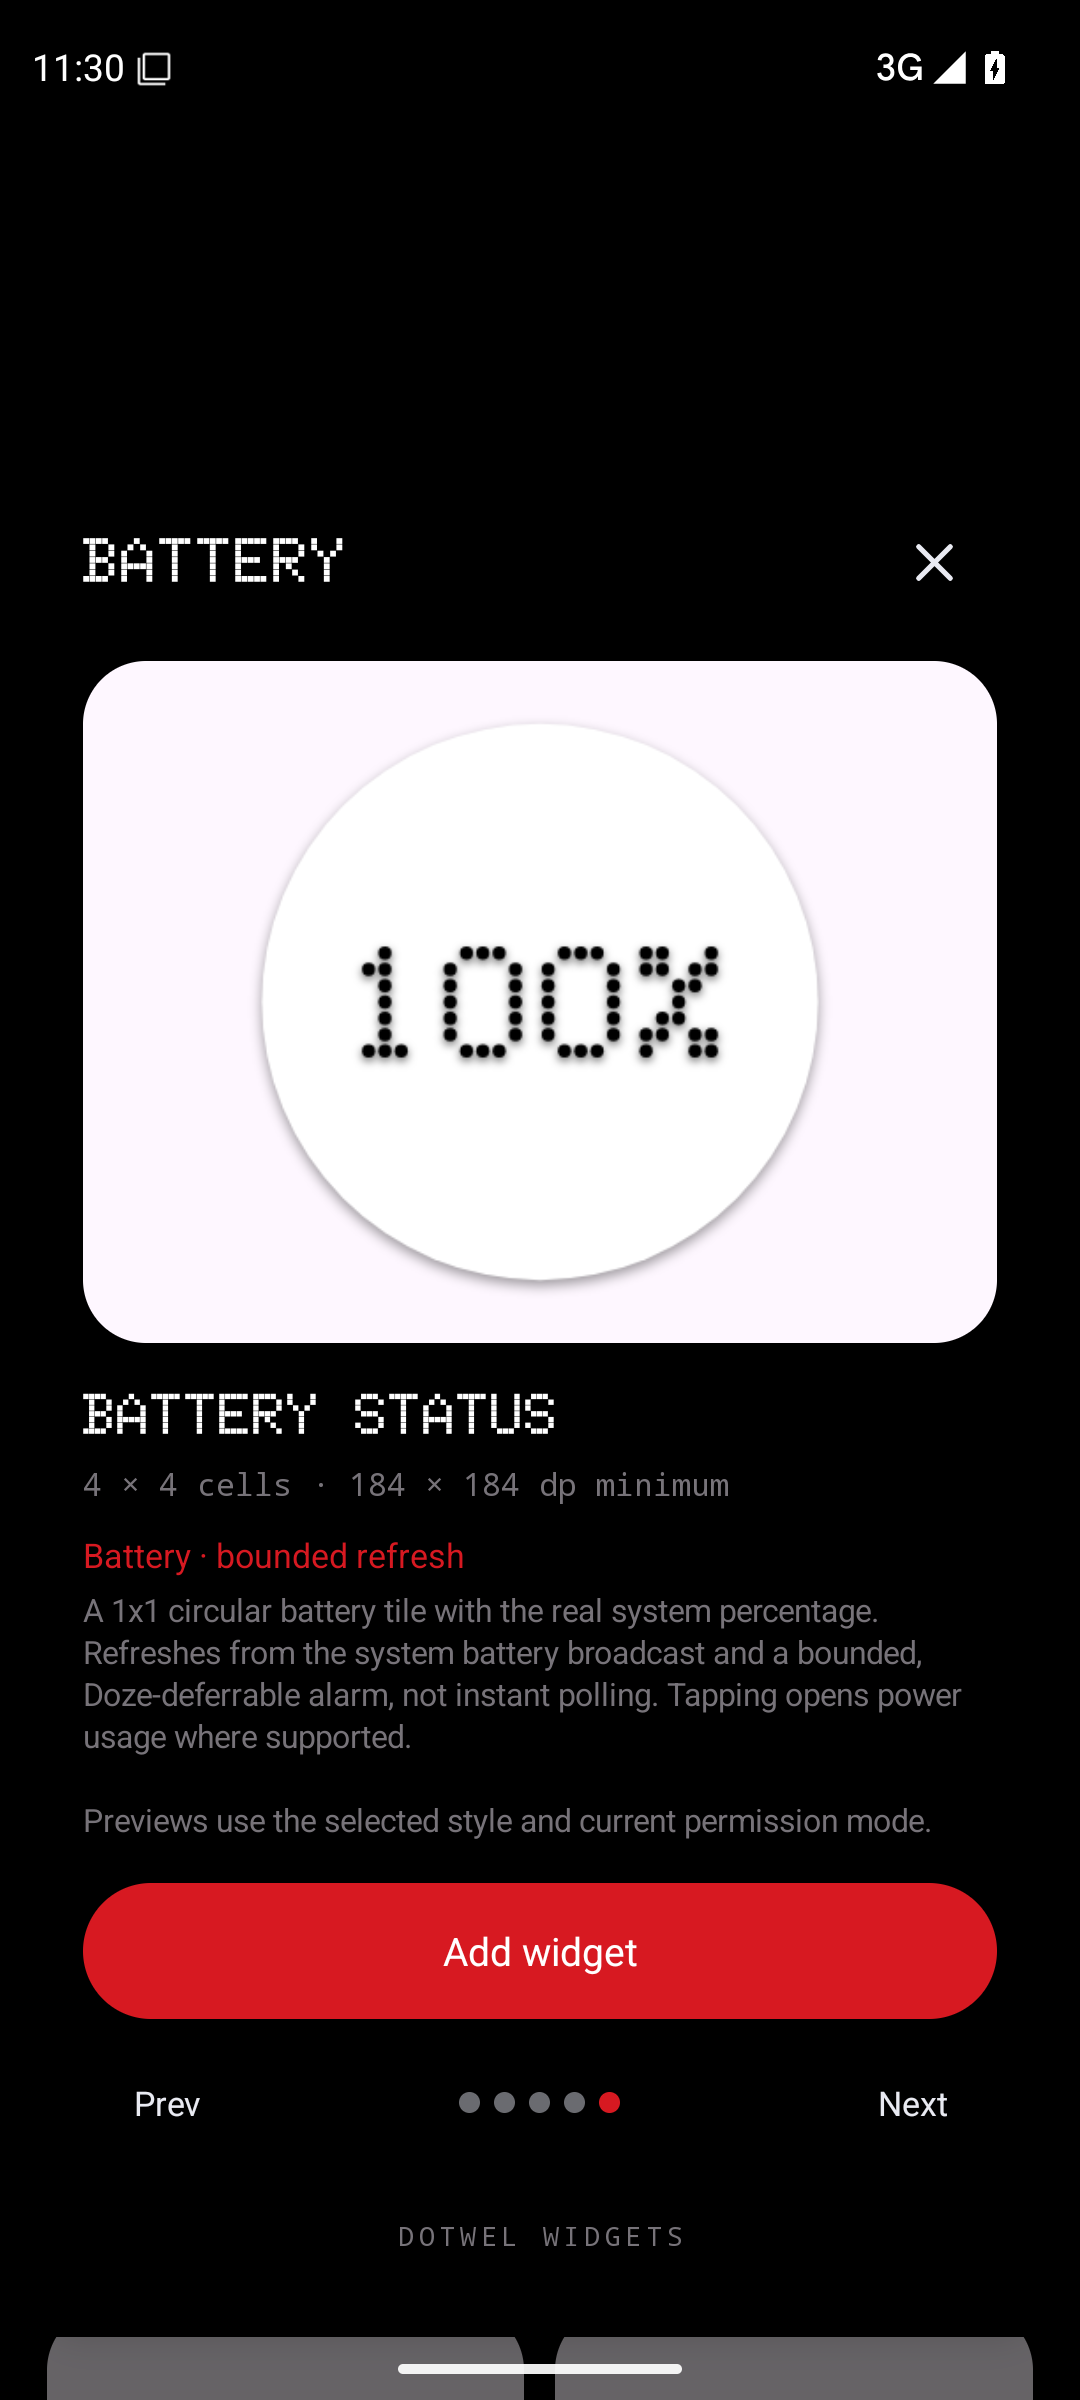 11:30
3G
BATTERY
100%
BATTERY STATUS
4 × 4 cells · 184 × 184 dp minimum
Battery · bounded refresh
A 1x1 circular battery tile with the real system percentage.
Refreshes from the system battery broadcast and a bounded,
Doze-deferrable alarm, not instant polling. Tapping opens power
usage where supported.
Previews use the selected style and current permission mode.
Add widget
Prev
Next
DOTWEL WIDGETS